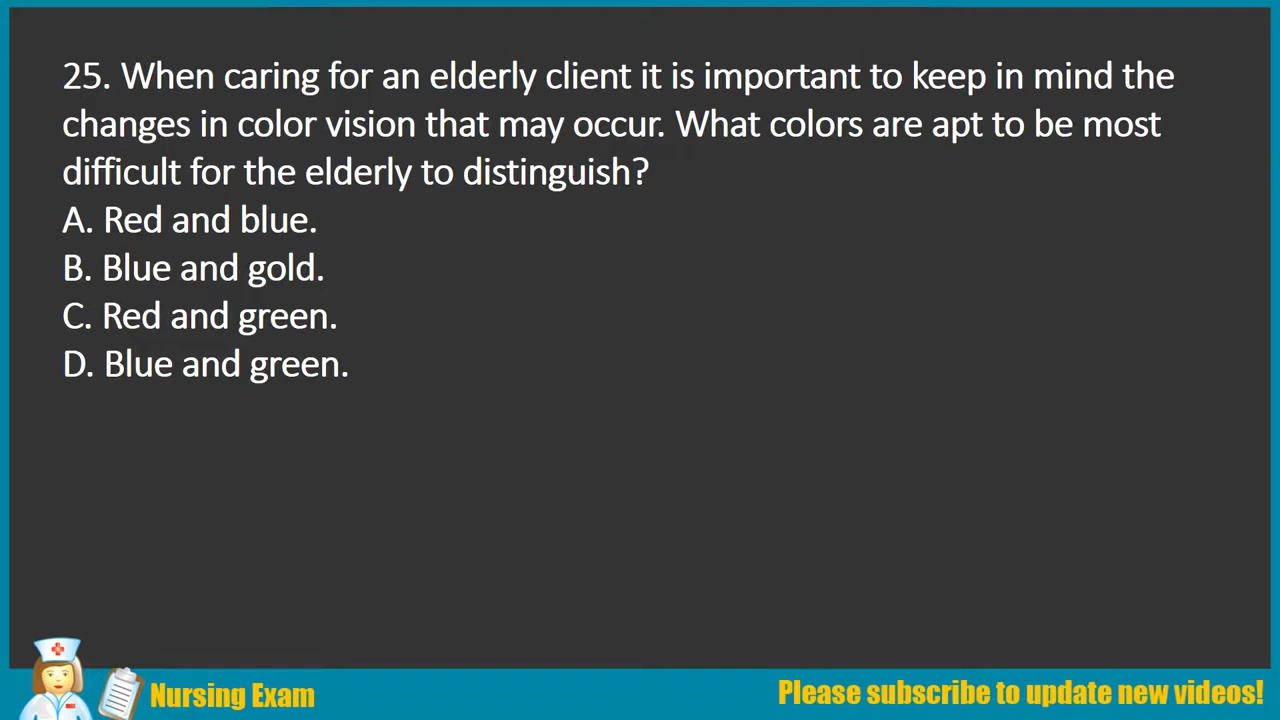 25. When caring for an elderly client it is important to keep in mind the
changes in color vision that may occur. What colors are apt to be most
difficult for the elderly to distinguish?
A. Red and blue.
B. Blue and gold.
C. Red and green.
D. Blue and green.
Nursing Exam
Please subscribe to update new videos!